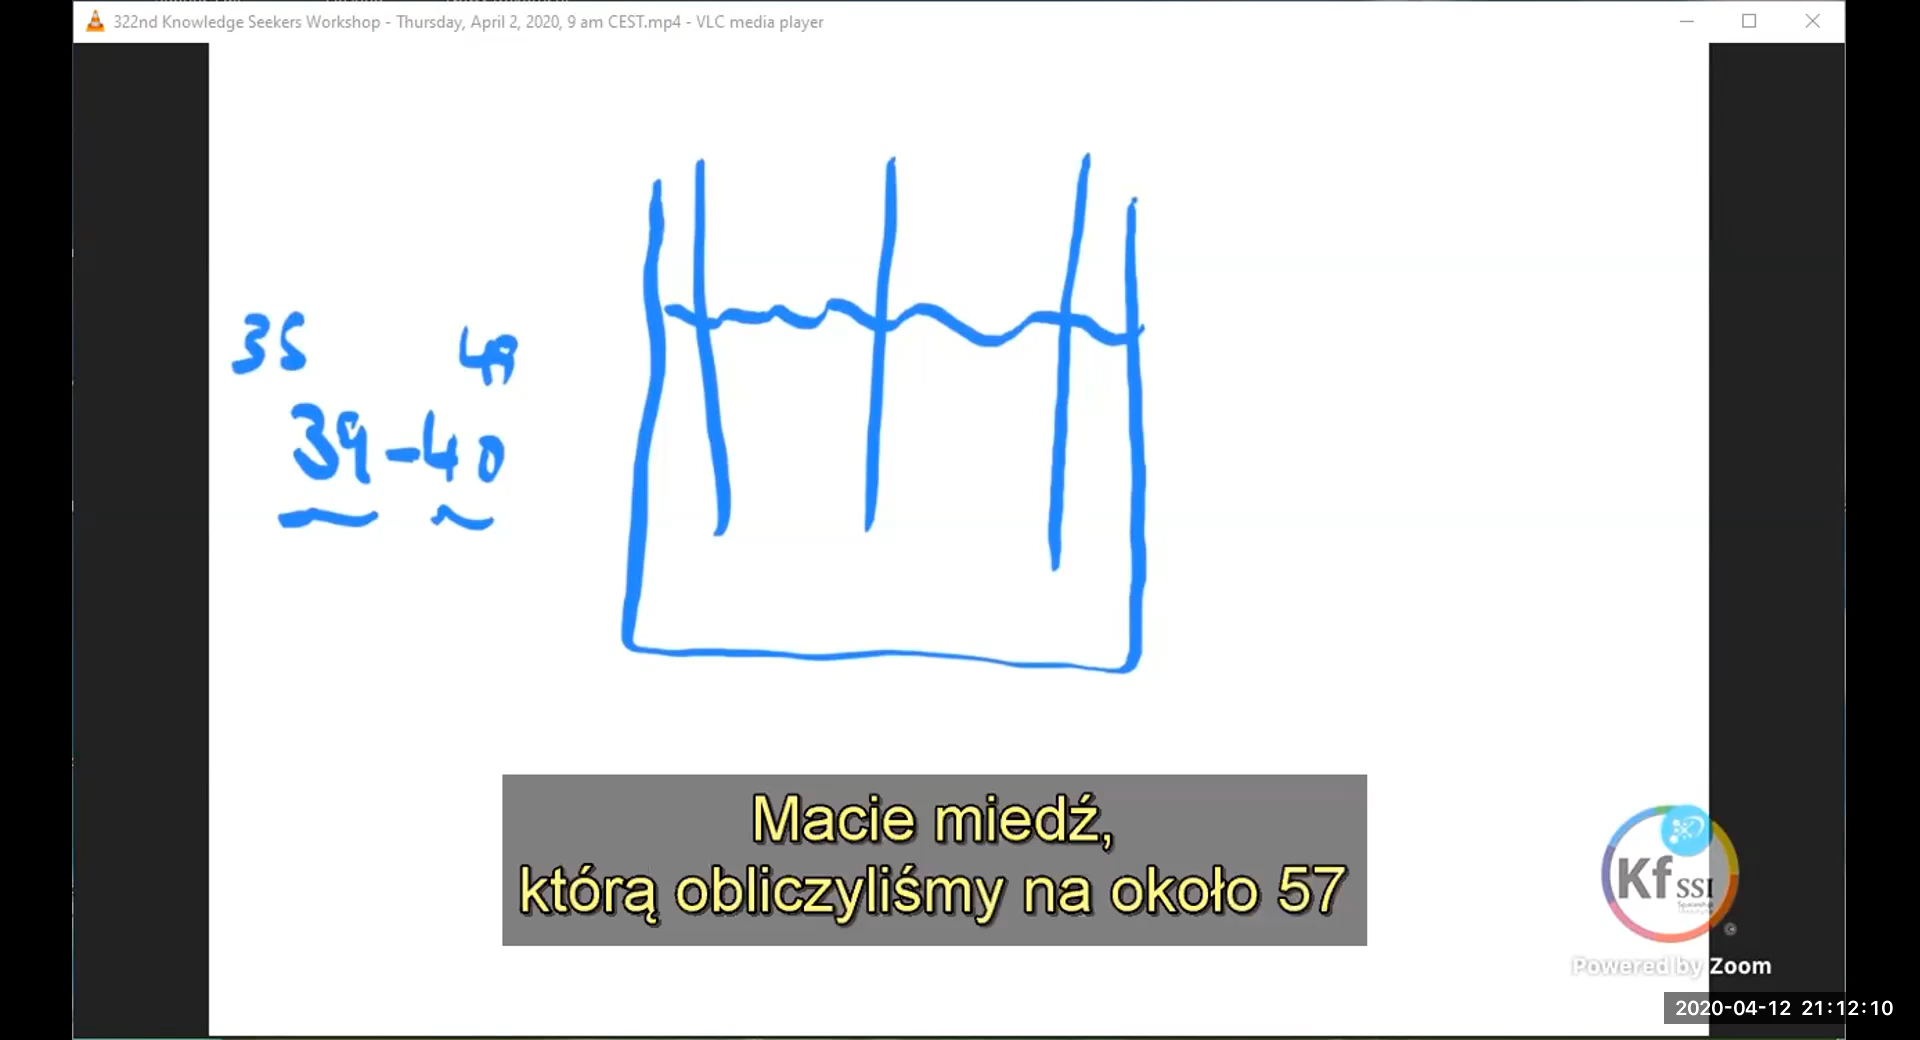 322nd Knowledge Seekers Workshop - Thursday, April 2, 2020, 9 am CEST.mp4 - VLC media player
35
39-40
Macie miedź,
którą obliczyliśmy na około 57
Kf SSI
Powered by Zoom
2020-04-12 21:12:10